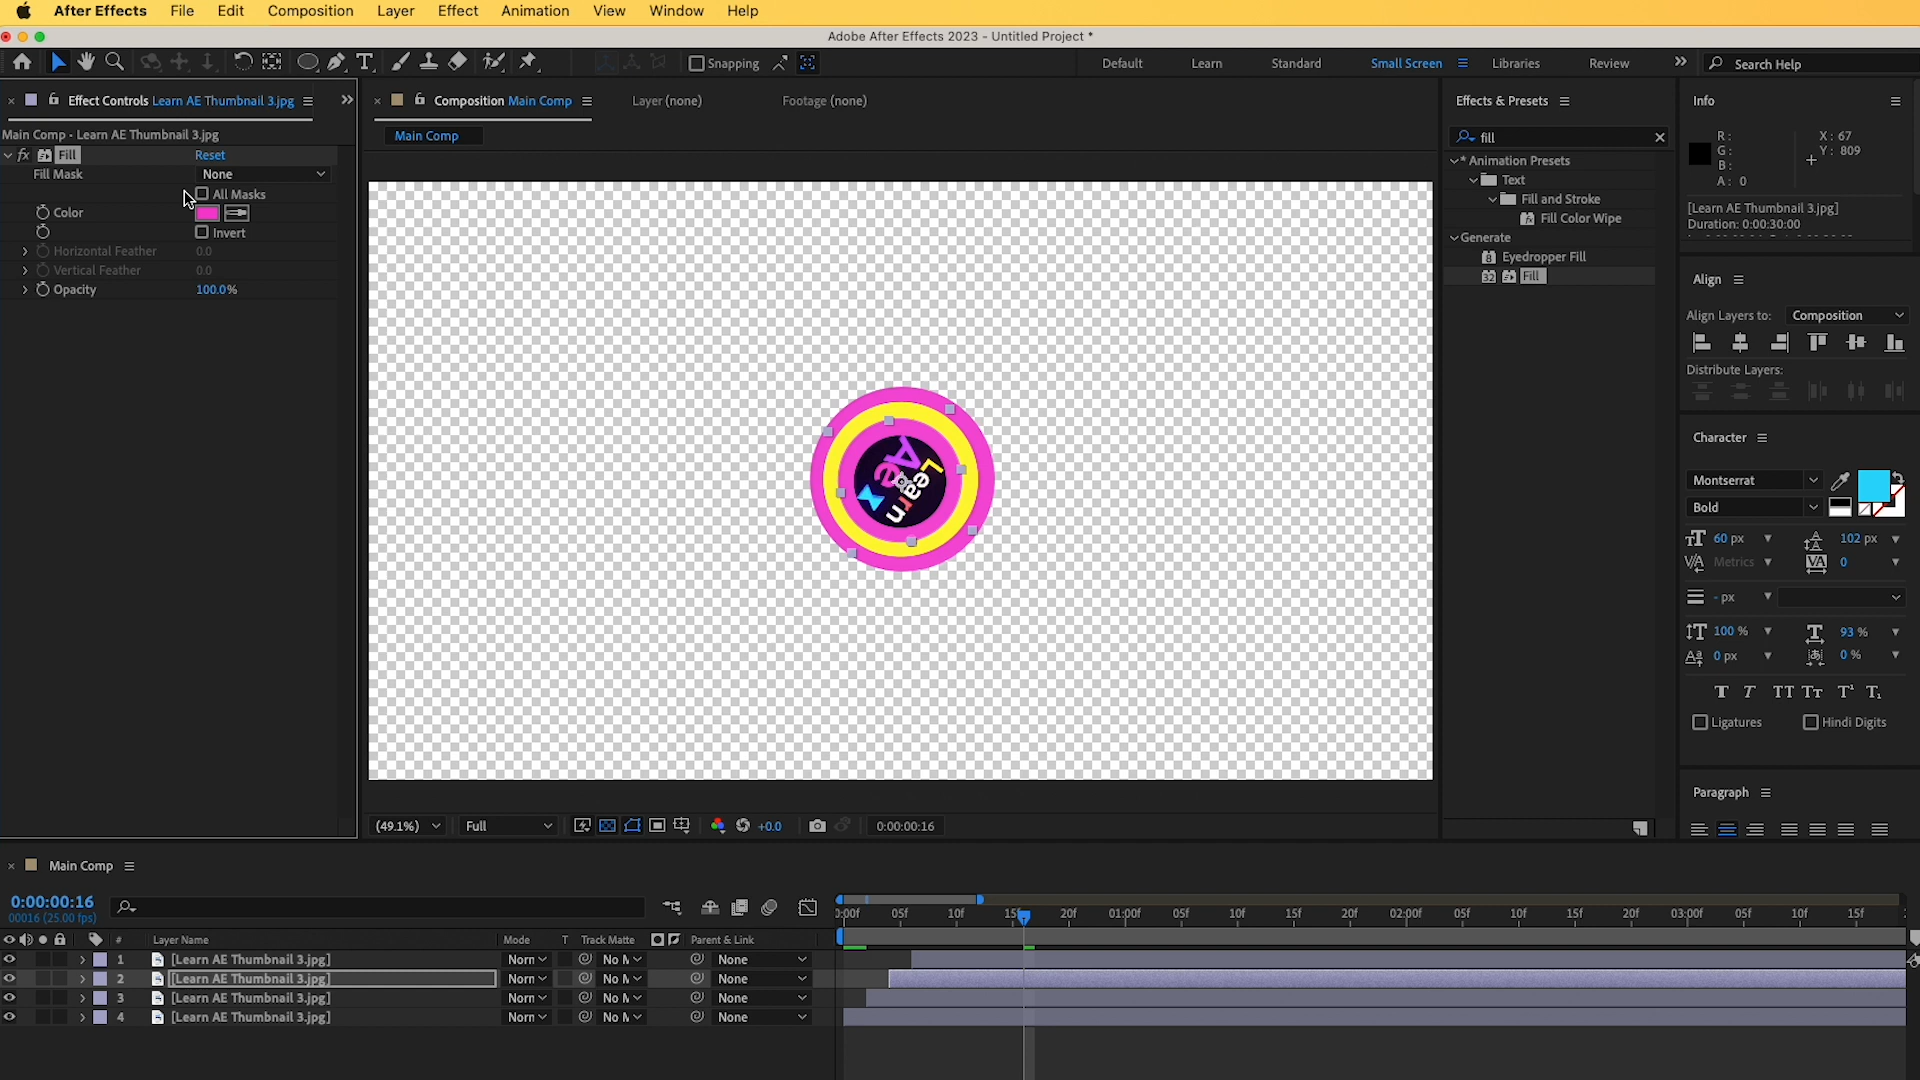 After Effects File Edit Composition Layer Effect Animation View Window Help
Adobe After Effects 2023 - Untitled Project *
Snapping Default Learn Standard Small Screen Libraries Review Search Help
Effect Controls Learn AE Thumbnail 3.jpg
Main Comp - Learn AE Thumbnail 3.jpg
fx Fill Reset
Fill Mask None
All Masks
Color
Invert
Horizontal Feather 0.0
Vertical Feather 0.0
Opacity 100.0%
Composition Main Comp Layer (none) Footage (none)
Main Comp
Learn
Ae
(49.1%) Full +0.0 0:00:00:16
Effects & Presets
fill
* Animation Presets
Text
Fill and Stroke
Fill Color Wipe
Generate
Eyedropper Fill
Fill
Info
R: X: 67
G: Y: 809
B:
A: 0
[Learn AE Thumbnail 3.jpg]
Duration: 0:00:30:00
Align
Align Layers to: Composition
Distribute Layers:
Character
Montserrat
Bold
60 px 102 px
Metrics 0
- px
100 % 93 %
0 px 0 %
Ligatures Hindi Digits
Paragraph
Main Comp
0:00:00:16
00016 (25.00 fps)
0:00f 05f 10f 15f 20f 01:00f 05f 10f 15f 20f 02:00f 05f 10f 15f 20f 03:00f 05f 10f 15f
# Layer Name Mode T Track Matte Parent & Link
1 [Learn AE Thumbnail 3.jpg] Norn None
2 [Learn AE Thumbnail 3.jpg] Norn None
3 [Learn AE Thumbnail 3.jpg] Norn None
4 [Learn AE Thumbnail 3.jpg] Norn None